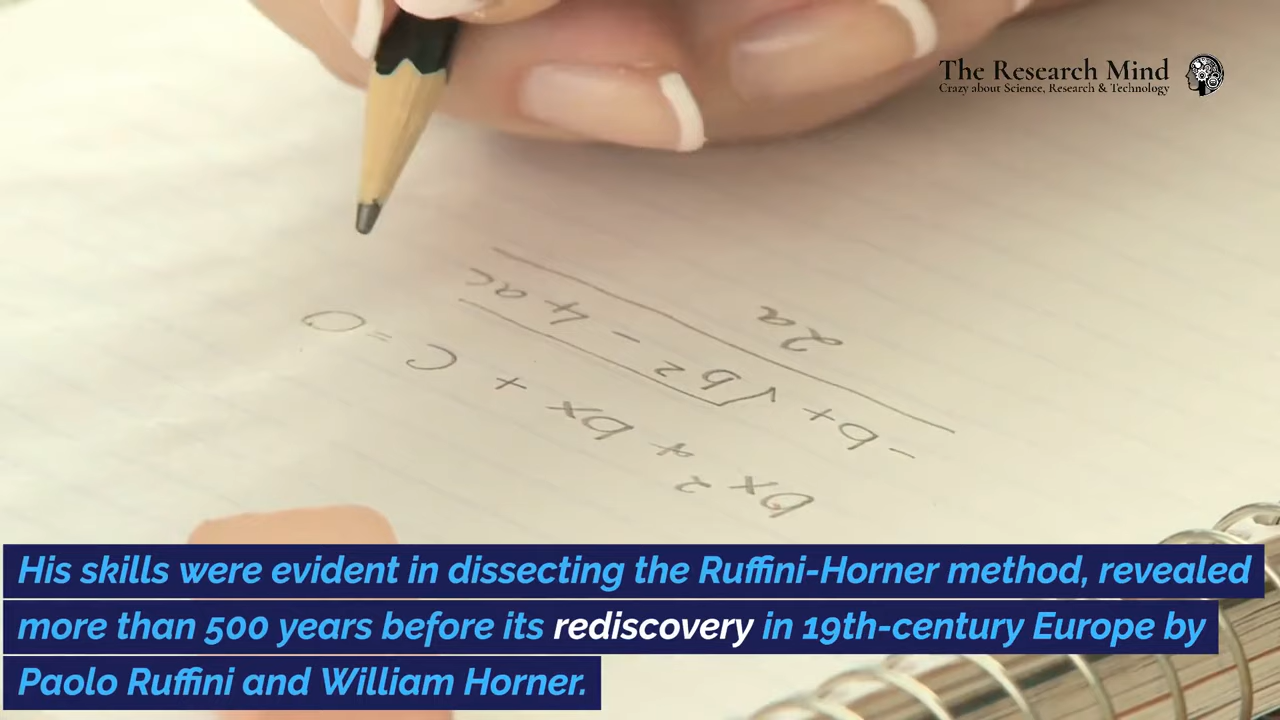 The Research Mind
Crazy about Science, Research & Technology
bx² + bx + c = 0
-b+√b² - 4ac
2a
His skills were evident in dissecting the Ruffini-Horner method, revealed
more than 500 years before its rediscovery in 19th-century Europe by
Paolo Ruffini and William Horner.